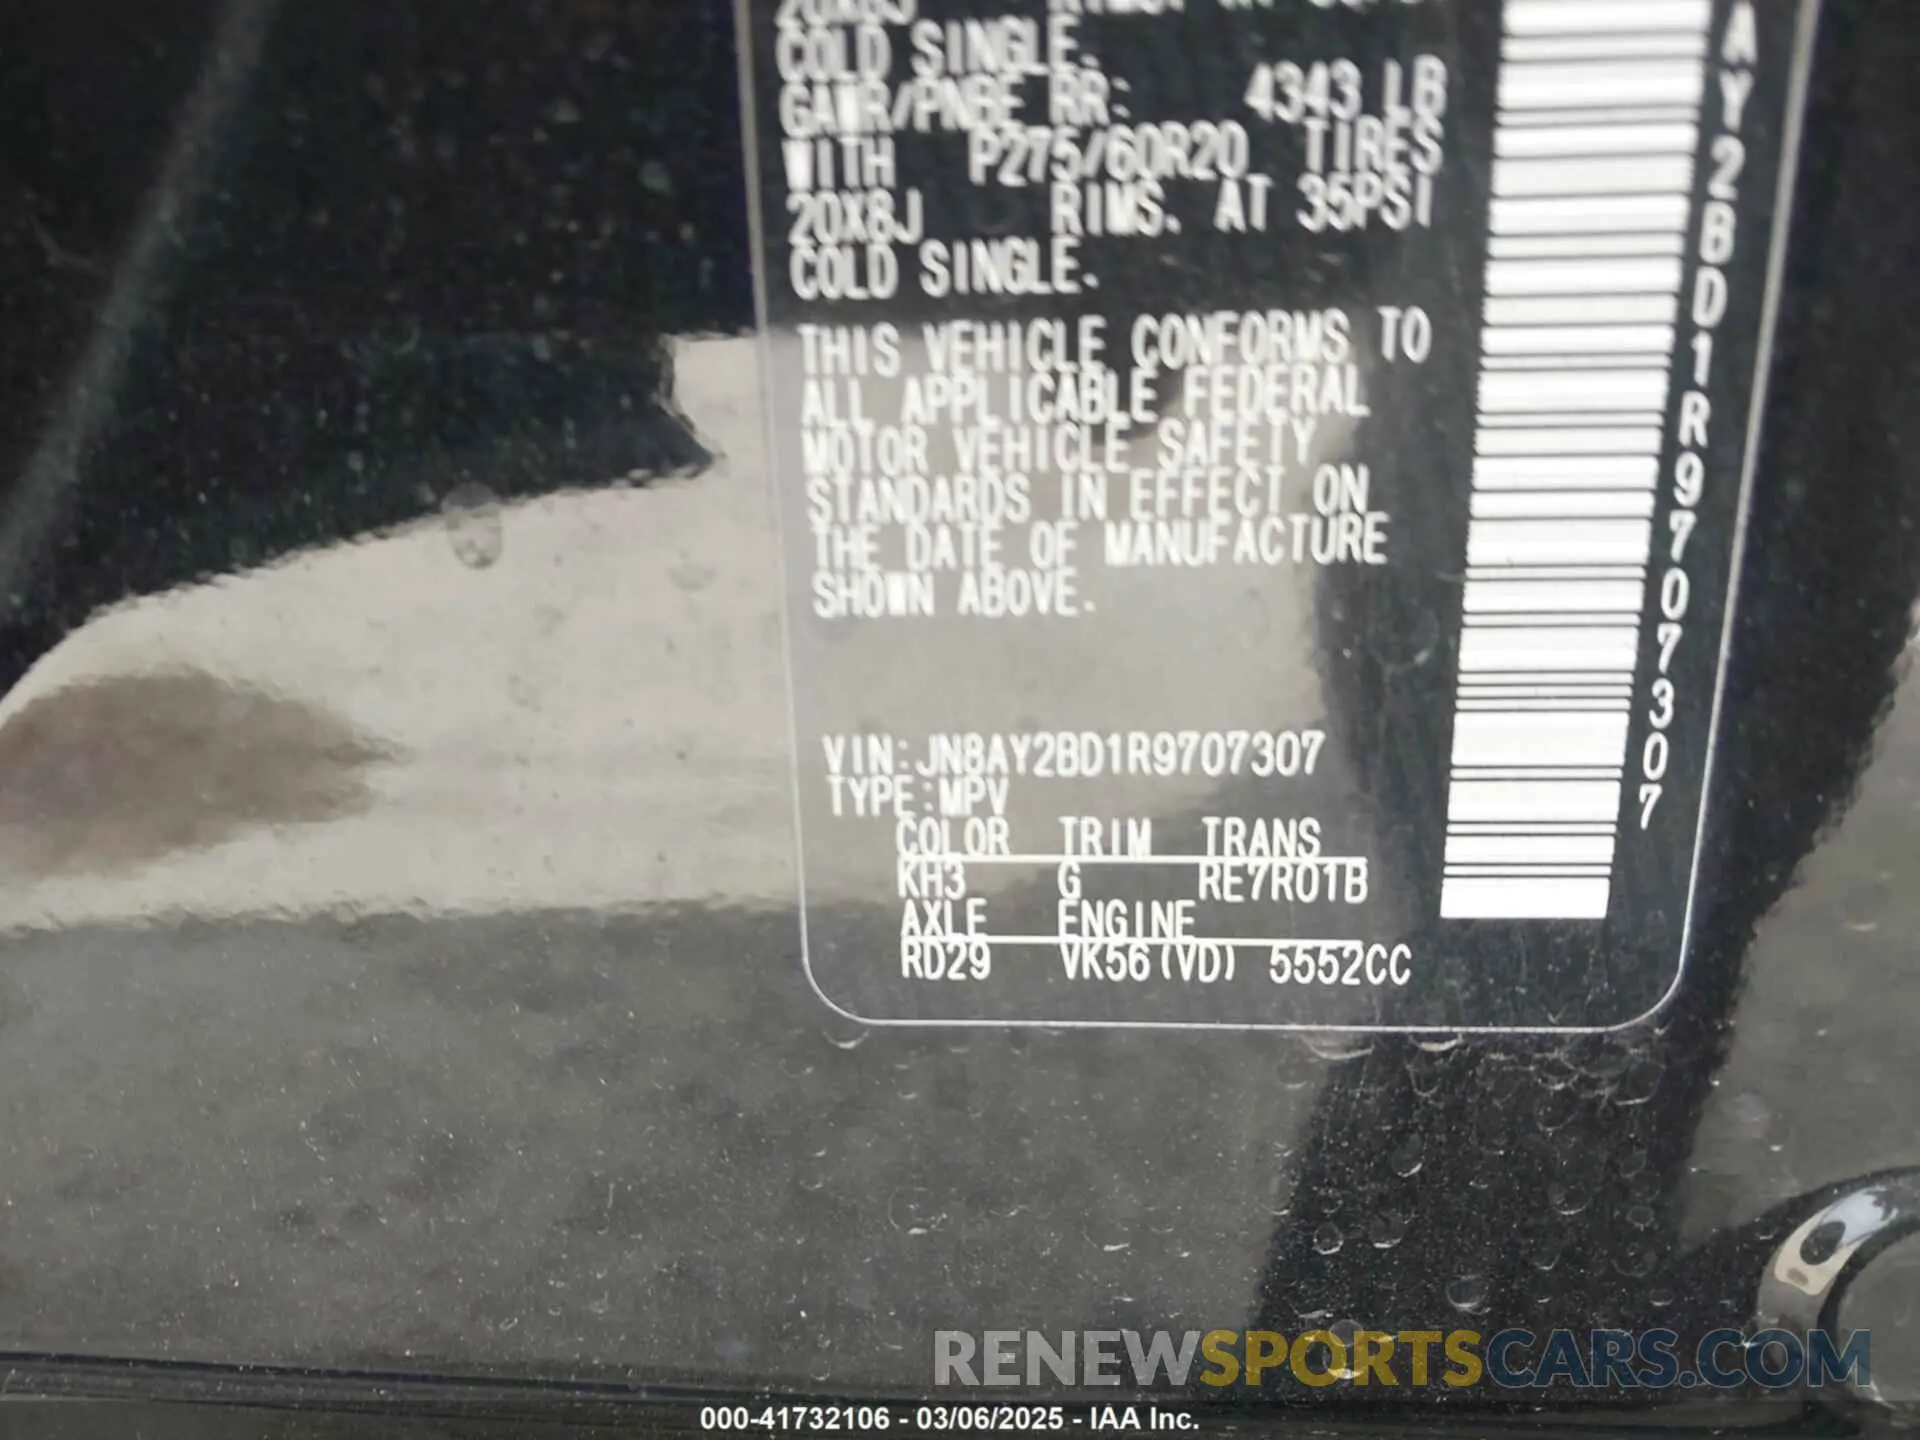 20X8J
COLD SINGLE.
GAWR/PNBE RR: 4343 LB
WITH P275/60R20 TIRES
20X8J RIMS. AT 35PSI
COLD SINGLE.
THIS VEHICLE CONFORMS TO
ALL APPLICABLE FEDERAL
MOTOR VEHICLE SAFETY
STANDARDS IN EFFECT ON
THE DATE OF MANUFACTURE
SHOWN ABOVE.
VIN:JN8AY2BD1R9707307
TYPE:MPV
COLOR TRIM TRANS
KH3 G RE7R01B
AXLE ENGINE
RD29 VK56(VD) 5552CC
AY2BD1R9707307
RENEWSPORTSCARS.COM
000-41732106 - 03/06/2025 - IAA Inc.